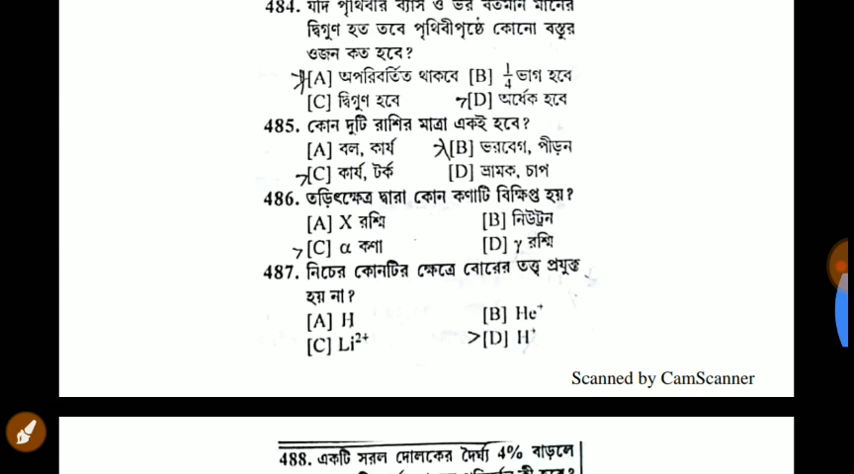 484. যদি পৃথিবীর ব্যাস ও ভর বর্তমান মানের
দ্বিগুণ হত তবে পৃথিবীপৃষ্ঠে কোনো বস্তুর
ওজন কত হবে?
[A] অপরিবর্তিত থাকবে [B] 1/4 ভাগ হবে
[C] দ্বিগুণ হবে [D] অর্ধেক হবে
485. কোন দুটি রাশির মাত্রা একই হবে?
[A] বল, কার্য [B] ভরবেগ, পীড়ন
[C] কার্য, টর্ক [D] ভ্রামক, চাপ
486. তড়িৎক্ষেত্র দ্বারা কোন কণাটি বিক্ষিপ্ত হয়?
[A] X রশ্মি [B] নিউট্রন
[C] α কণা [D] γ রশ্মি
487. নিচের কোনটির ক্ষেত্রে বোরের তত্ত্ব প্রযুক্ত
হয় না?
[A] H [B] He⁺
[C] Li²⁺ [D] H⁺
Scanned by CamScanner
488. একটি সরল দোলকের দৈর্ঘ্য 4% বাড়লে